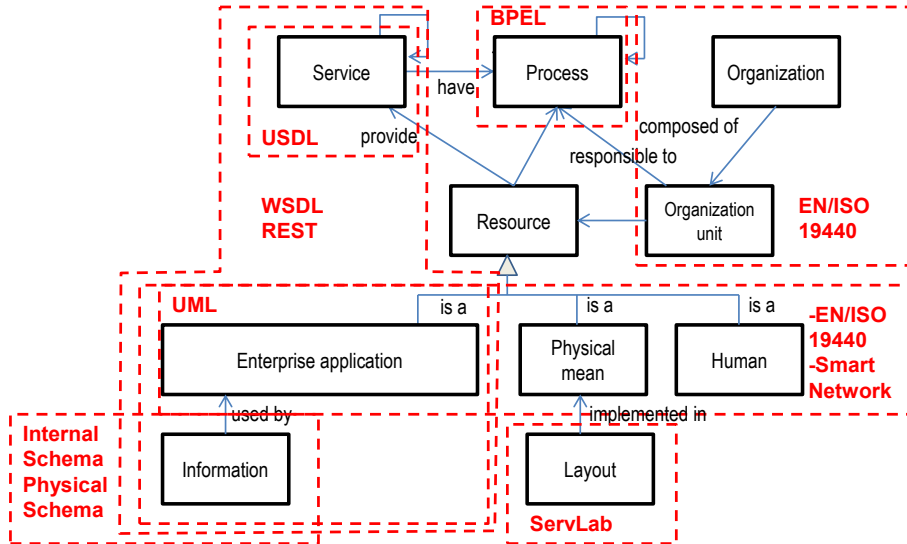 BPEL
Service
Process
Organization
have
USDL
provide
composed of
responsible to
WSDL
REST
Resource
Organization
unit
EN/ISO
19440
UML
is a
is a
is a
Enterprise application
Physical
mean
Human
-EN/ISO
19440
-Smart
Network
used by
implemented in
Internal
Schema
Physical
Schema
Information
Layout
ServLab